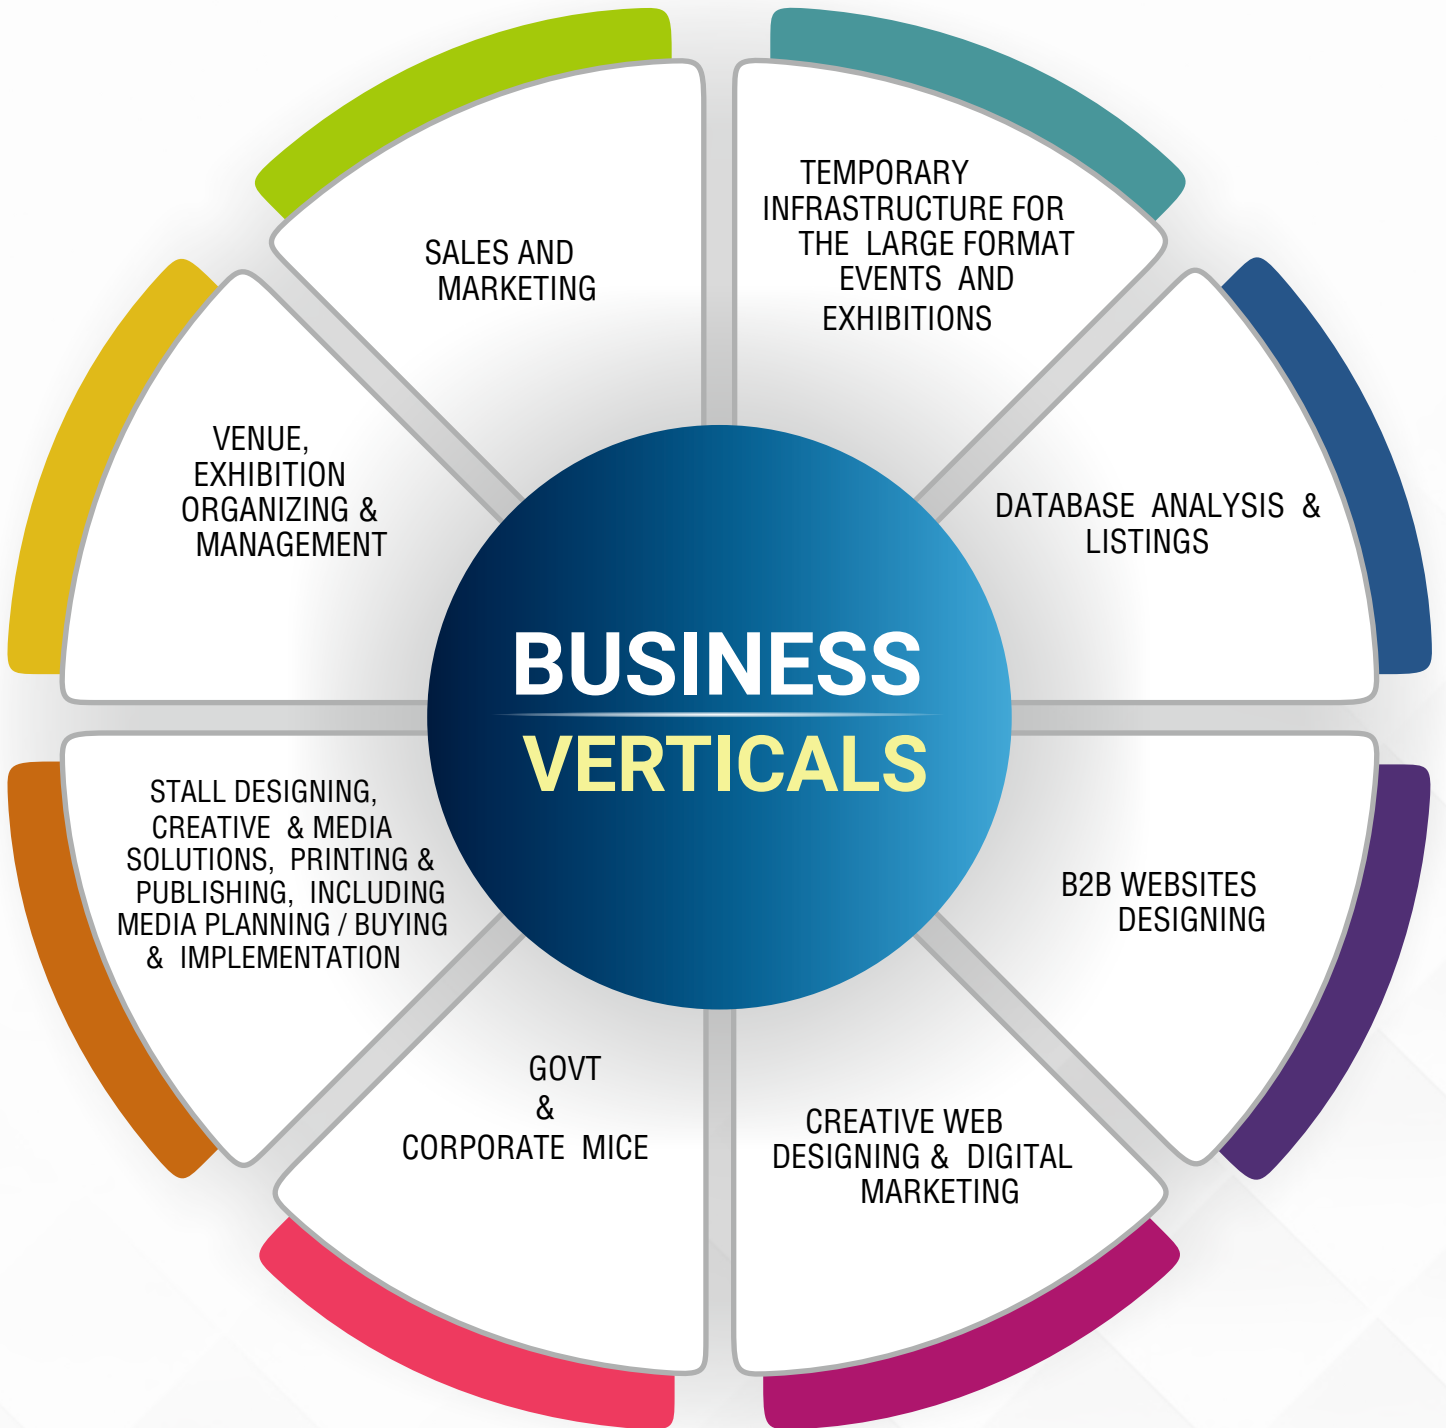 SALES AND
MARKETING
TEMPORARY
INFRASTRUCTURE FOR
THE LARGE FORMAT
EVENTS AND
EXHIBITIONS
DATABASE ANALYSIS &
LISTINGS
B2B WEBSITES
DESIGNING
CREATIVE WEB
DESIGNING & DIGITAL
MARKETING
GOVT
&
CORPORATE MICE
STALL DESIGNING,
CREATIVE & MEDIA
SOLUTIONS, PRINTING &
PUBLISHING, INCLUDING
MEDIA PLANNING / BUYING
& IMPLEMENTATION
VENUE,
EXHIBITION
ORGANIZING &
MANAGEMENT
BUSINESS
VERTICALS